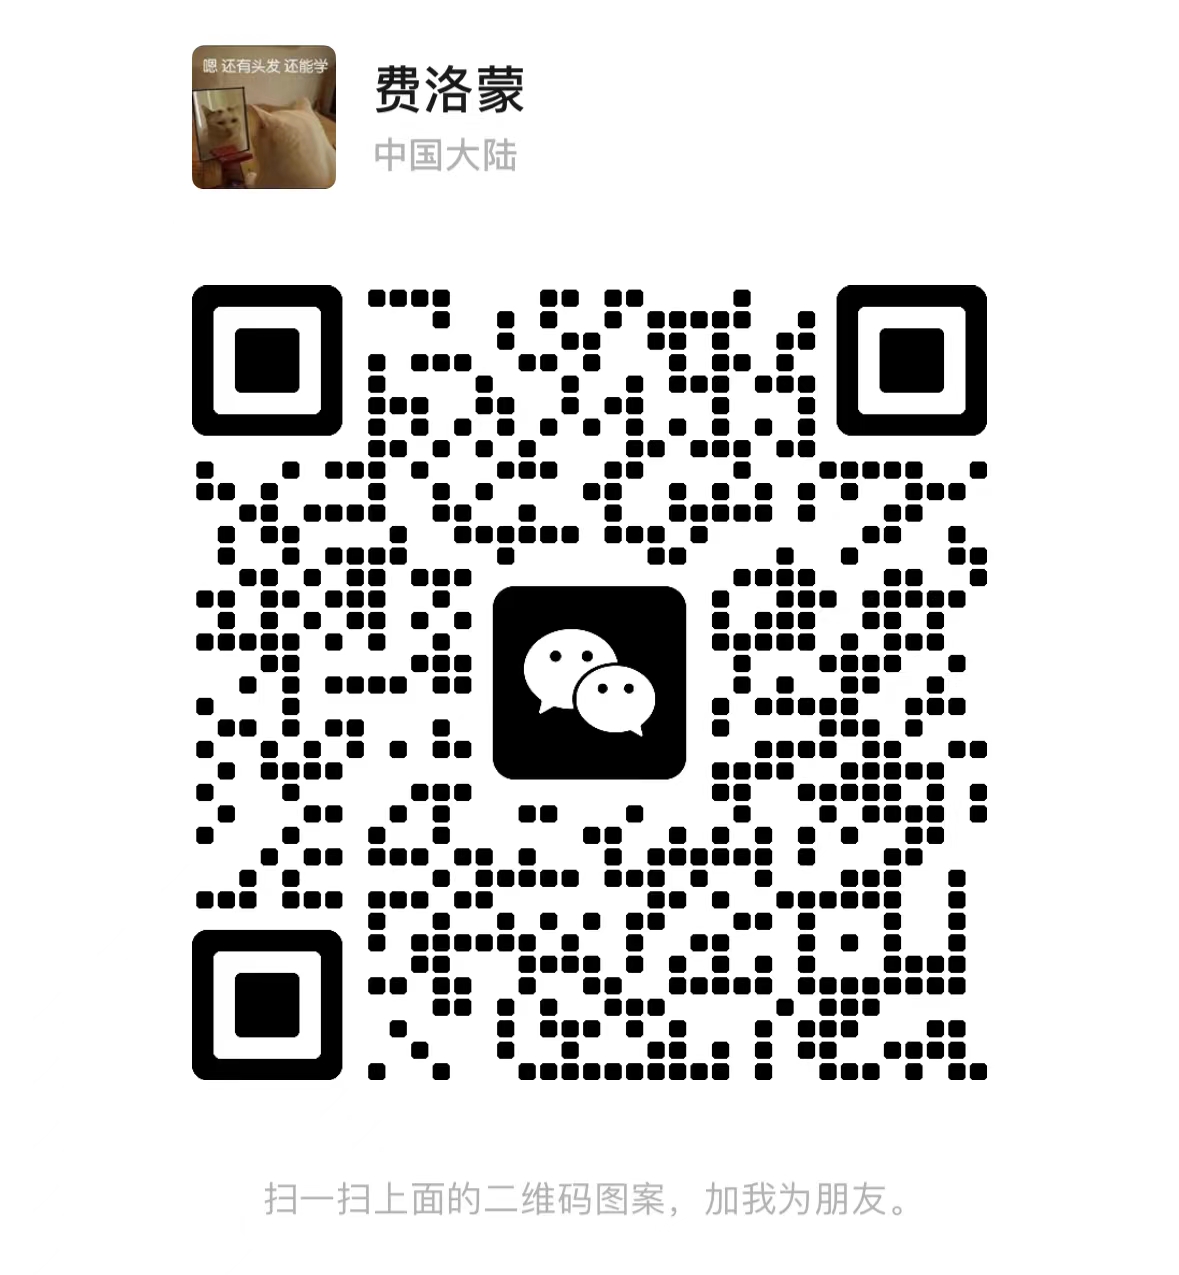 嗯 还有头发 还能学
费洛蒙
中国大陆
扫一扫上面的二维码图案，加我为朋友。